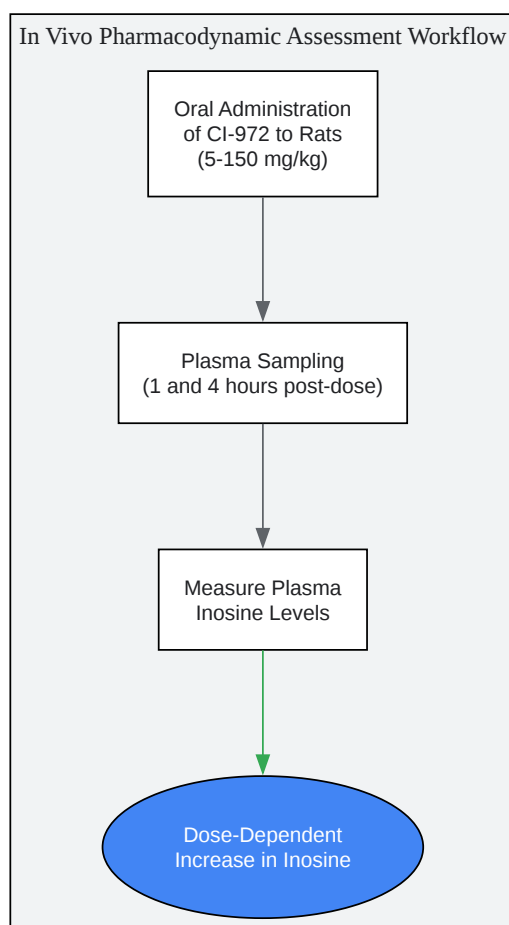 In Vivo Pharmacodynamic Assessment Workflow
Oral Administration
of CI-972 to Rats
(5-150 mg/kg)
Plasma Sampling
(1 and 4 hours post-dose)
Measure Plasma
Inosine Levels
Dose-Dependent
Increase in Inosine